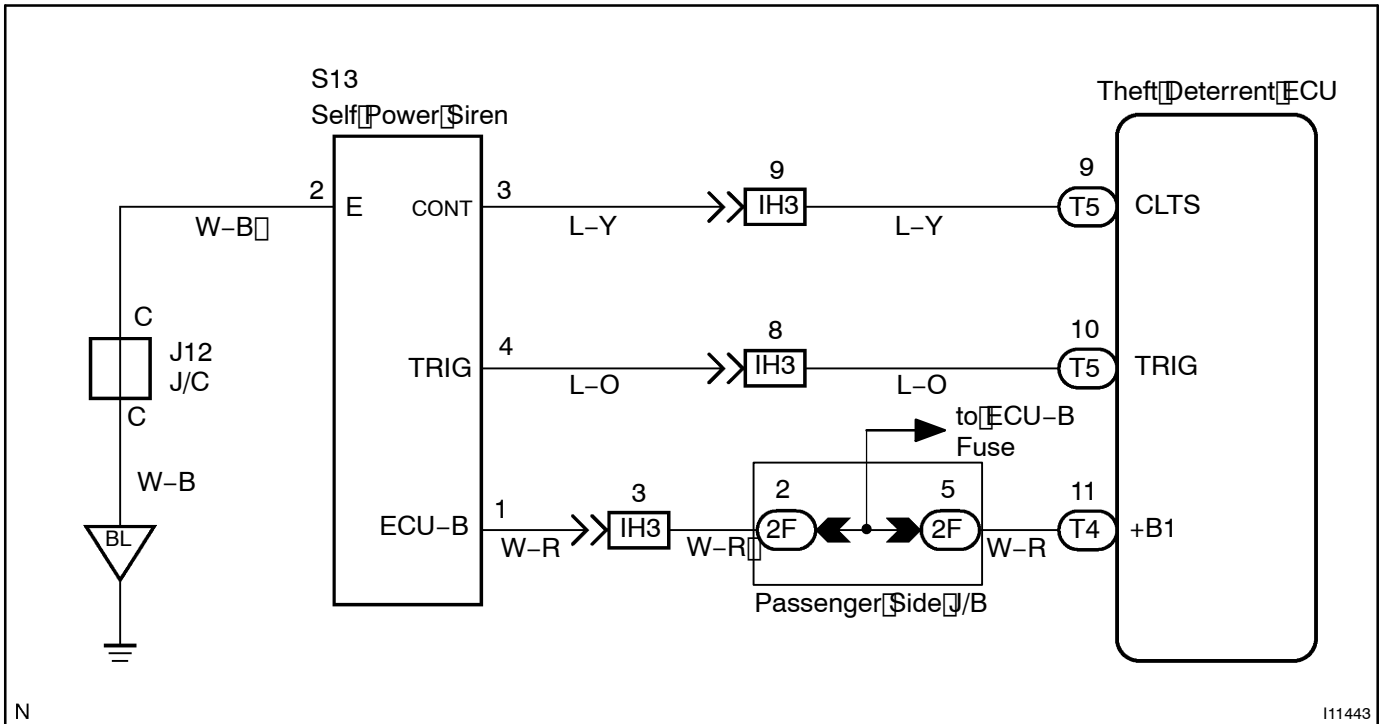 S13
Self Power Siren
Theft Deterrent ECU
2
E
CONT
3
9
9
W–B
L–Y
IH3
L–Y
T5
CLTS
C
J12
J/C
C
TRIG
4
8
10
L–O
IH3
L–O
T5
TRIG
to ECU–B
Fuse
W–B
BL
ECU–B
1
3
2
5
11
W–R
IH3
W–R
2F
2F
W–R
T4
+B1
Passenger Side J/B
N
I11443